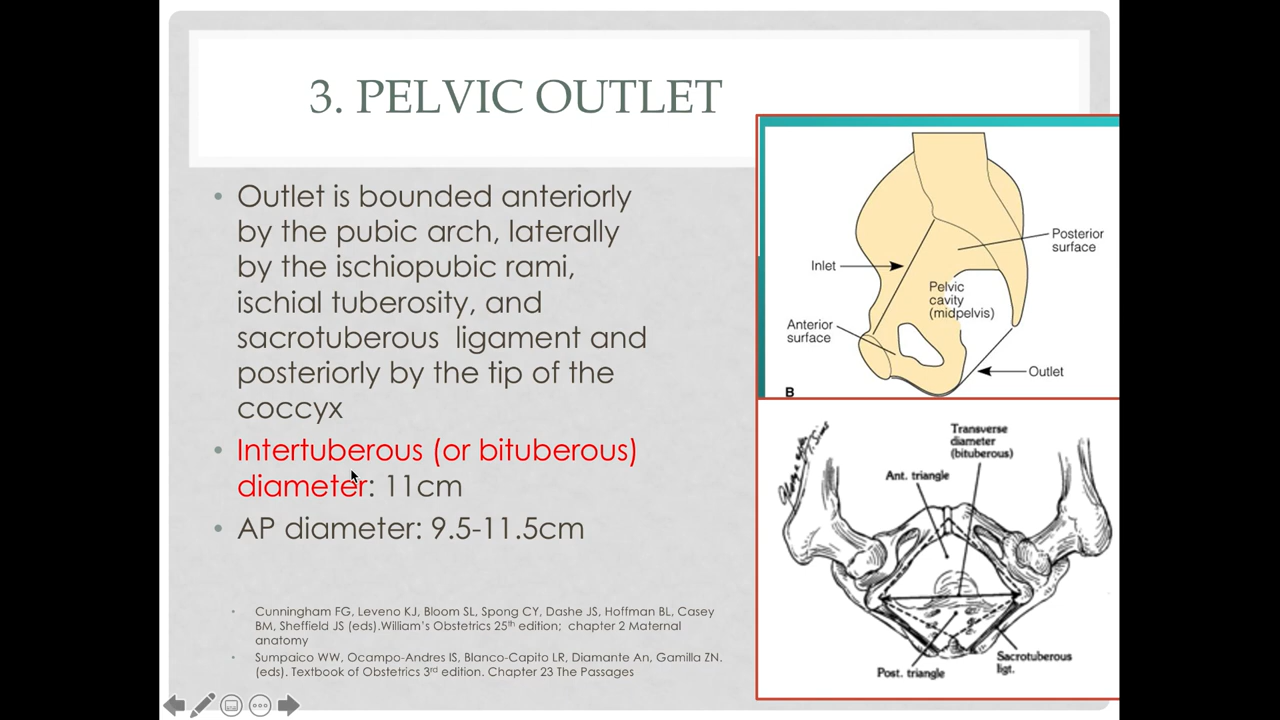 3. PELVIC OUTLET
• Outlet is bounded anteriorly
by the pubic arch, laterally
by the ischiopubic rami,
ischial tuberosity, and
sacrotuberous  ligament and
posteriorly by the tip of the
coccyx
• Intertuberous (or bituberous)
diameter: 11cm
• AP diameter: 9.5-11.5cm
• Cunningham FG, Leveno KJ, Bloom SL, Spong CY, Dashe JS, Hoffman BL, Casey
BM, Sheffield JS (eds).William’s Obstetrics 25th edition;  chapter 2 Maternal
anatomy
• Sumpaico WW, Ocampo-Andres IS, Blanco-Capito LR, Diamante An, Gamilla ZN.
(eds). Textbook of Obstetrics 3rd edition. Chapter 23 The Passages
Posterior
surface
Inlet
Pelvic
cavity
(midpelvis)
Anterior
surface
Outlet
B
Transverse
diameter
(bituberous)
Ant. triangle
Sacrotuberous
ligt.
Post. triangle